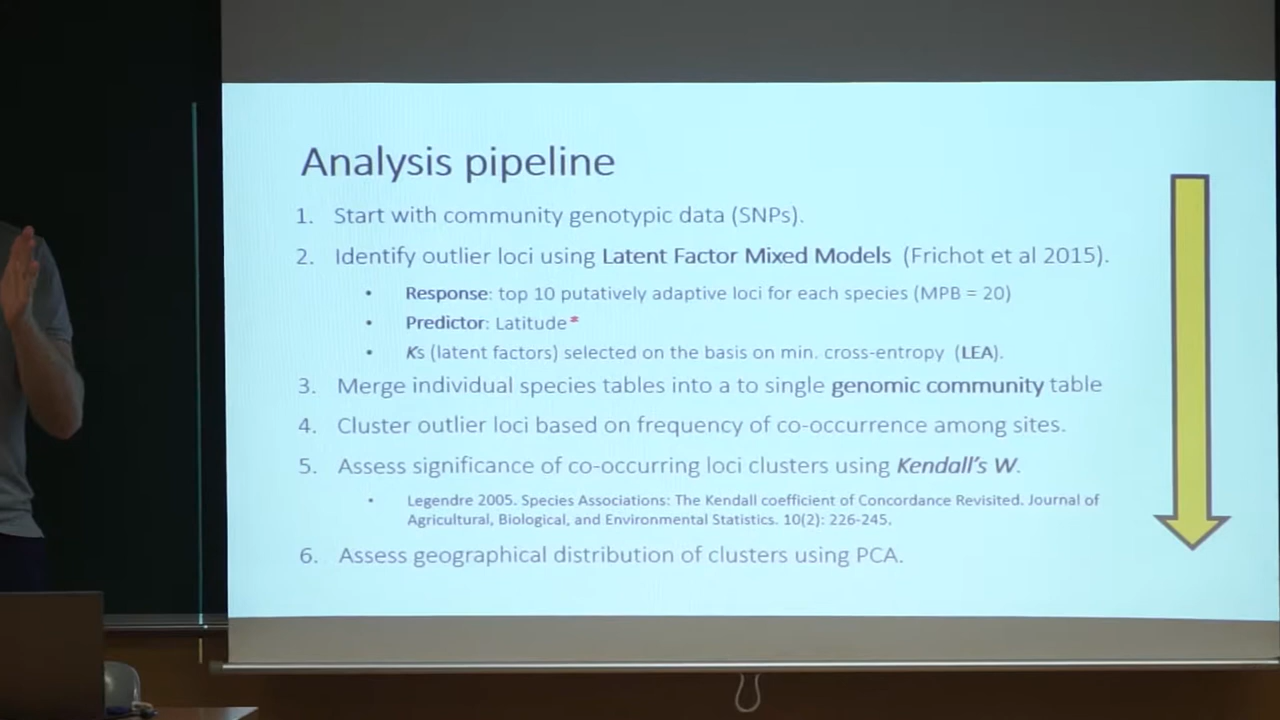 Analysis pipeline
1. Start with community genotypic data (SNPs).
2. Identify outlier loci using Latent Factor Mixed Models (Frichot et al 2015).
• Response: top 10 putatively adaptive loci for each species (MPB = 20)
• Predictor: Latitude*
• Ks (latent factors) selected on the basis on min. cross-entropy (LEA).
3. Merge individual species tables into a to single genomic community table
4. Cluster outlier loci based on frequency of co-occurrence among sites.
5. Assess significance of co-occurring loci clusters using Kendall's W.
• Legendre 2005. Species Associations: The Kendall coefficient of Concordance Revisited. Journal of
Agricultural, Biological, and Environmental Statistics. 10(2): 226-245.
6. Assess geographical distribution of clusters using PCA.